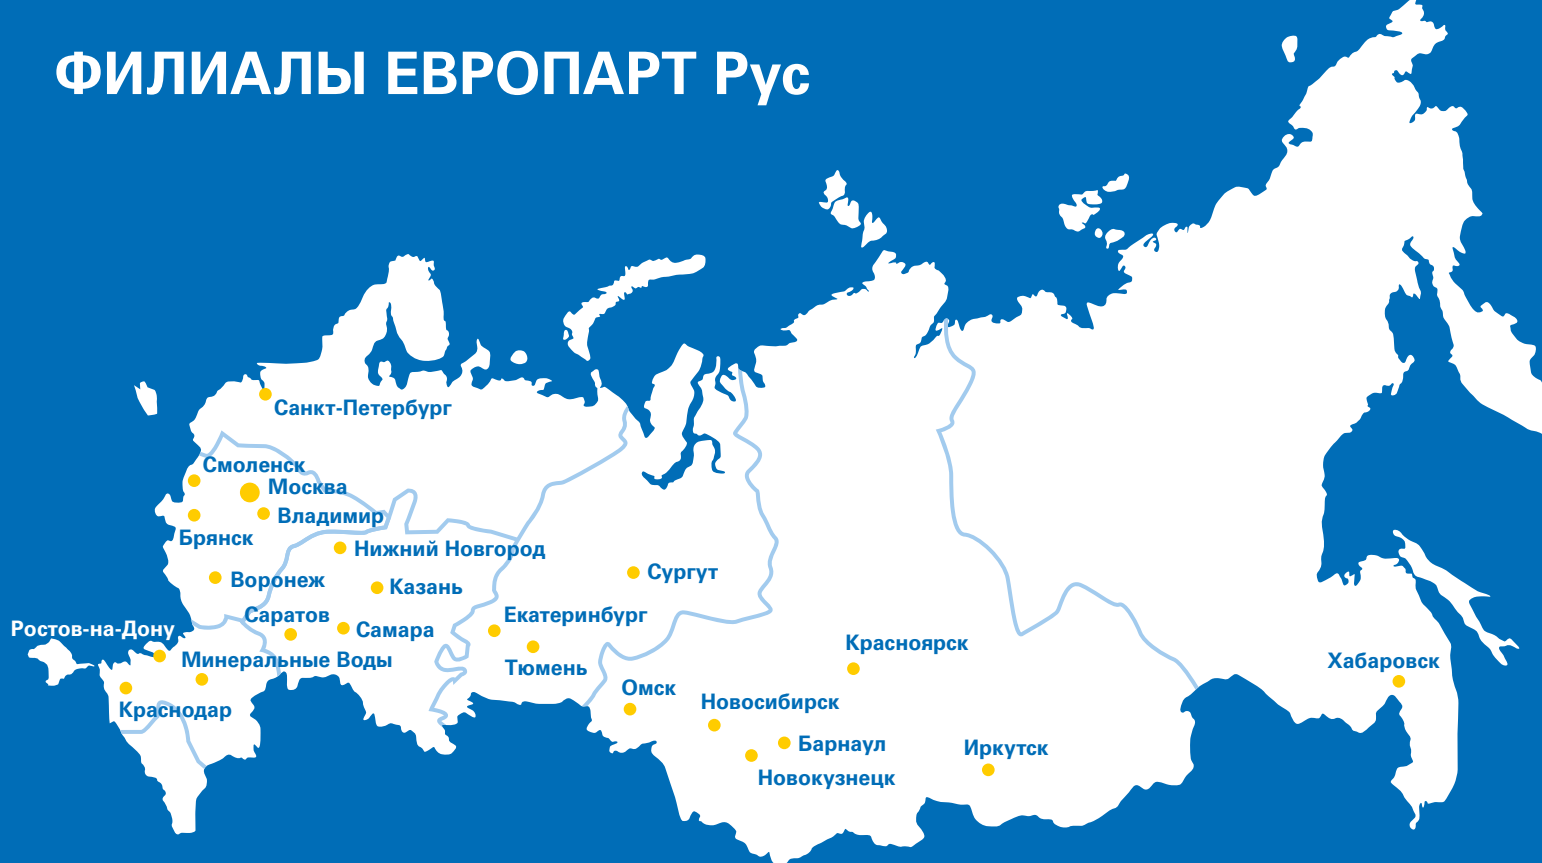 ФИЛИАЛЫ ЕВРОПАРТ Рус
Санкт-Петербург
Смоленск
Москва
Владимир
Брянск
Нижний Новгород
Воронеж
Казань
Сургут
Саратов
Самара
Екатеринбург
Ростов-на-Дону
Минеральные Воды
Тюмень
Красноярск
Хабаровск
Краснодар
Омск
Новосибирск
Барнаул
Иркутск
Новокузнецк